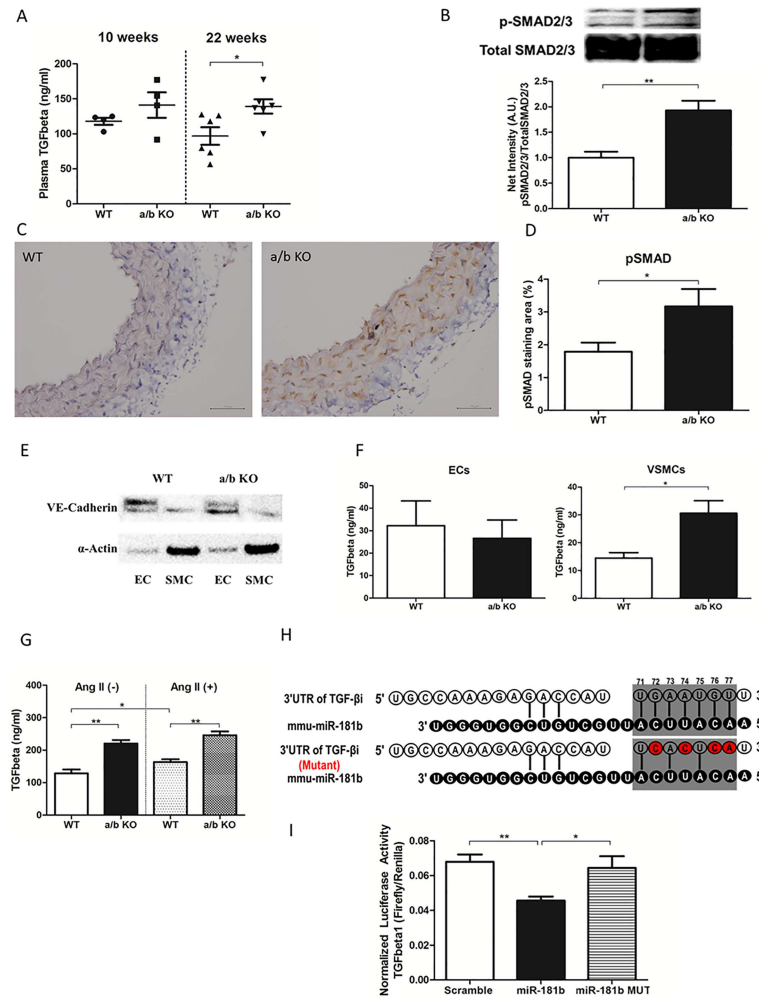 A
10 weeks 22 weeks
*
Plasma TGFbeta (ng/ml)
200
150
100
50
0
WT a/b KO WT a/b KO
B
p-SMAD2/3
Total SMAD2/3
**
Net Intensity (A.U.)
pSMAD2/3/TotalSMAD2/3
2.5
2.0
1.5
1.0
0.5
0.0
WT a/b KO
C
WT
a/b KO
D
pSMAD
*
pSMAD staining area (%)
4
3
2
1
0
WT a/b KO
E
WT a/b KO
VE-Cadherin
α-Actin
EC SMC EC SMC
F
ECs
TGFbeta (ng/ml)
50
40
30
20
10
0
WT a/b KO
VSMCs
*
TGFbeta (ng/ml)
50
40
30
20
10
0
WT a/b KO
G
Ang II (-) Ang II (+)
*
** **
TGFbeta (ng/ml)
400
300
200
100
0
WT a/b KO WT a/b KO
H
71 72 73 74 75 76 77
3'UTR of TGF-βi 5' UGCCAAAGAGACCAU UGAAUGUU 3
mmu-miR-181b 3' UGGGUGGCUGUCGUUACUUACAA 5
3'UTR of TGF-βi 5' UGCCAAAGAGACCAU UCACUCAU 3
(Mutant)
mmu-miR-181b 3' UGGGUGGCUGUCGUUACUUACAA 5
I
** *
Normalized Luciferase Activity
TGFbeta1 (Firefly/Renilla)
0.08
0.06
0.04
0.02
0.00
Scramble miR-181b miR-181b MUT